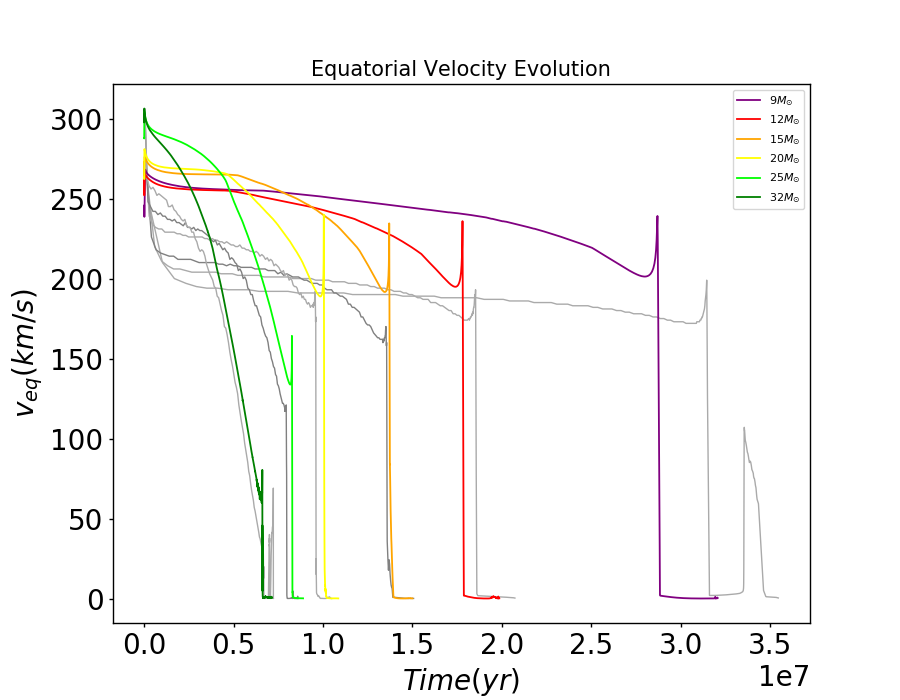 Equatorial Velocity Evolution
9M⊙
12M⊙
15M⊙
20M⊙
25M⊙
32M⊙
300
250
200
150
100
50
0
v_eq(km/s)
0.0 0.5 1.0 1.5 2.0 2.5 3.0 3.5
1e7
Time(yr)